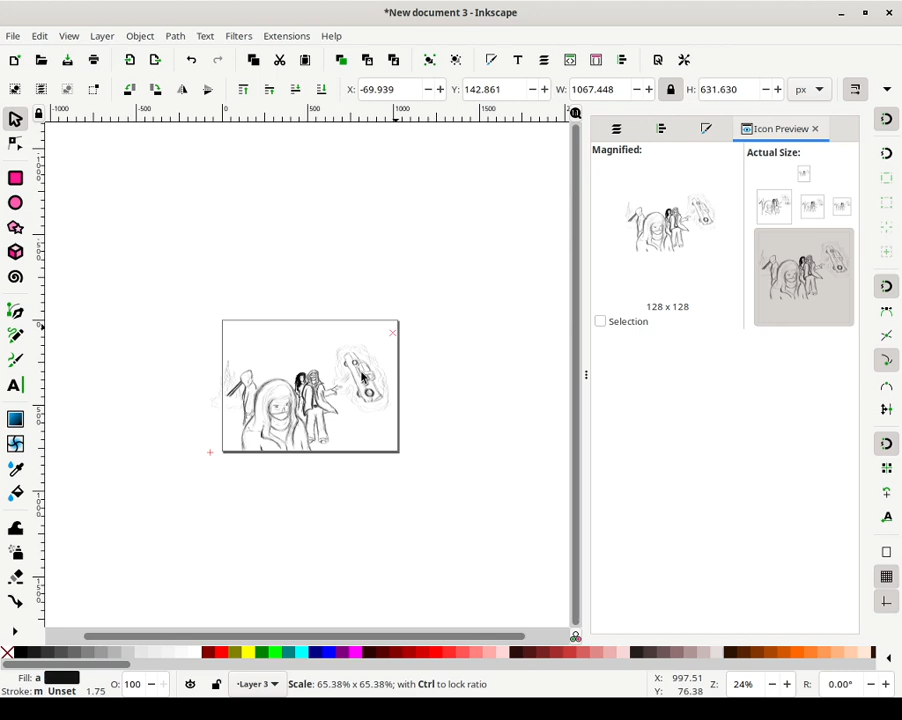 *New document 3 - Inkscape
File Edit View Layer Object Path Text Filters Extensions Help
X: -69.939 Y: 142.861 W: 1067.448 H: 631.630 px
-1000 -500 0 500 1000 1500
Icon Preview
Magnified:
Actual Size:
128 x 128
Selection
Fill: a
Stroke: m Unset 1.75
O: 100
Layer 3
Scale: 65.38% x 65.38%; with Ctrl to lock ratio
X: 997.51
Y: 76.38
Z: 24%
R: 0.00°